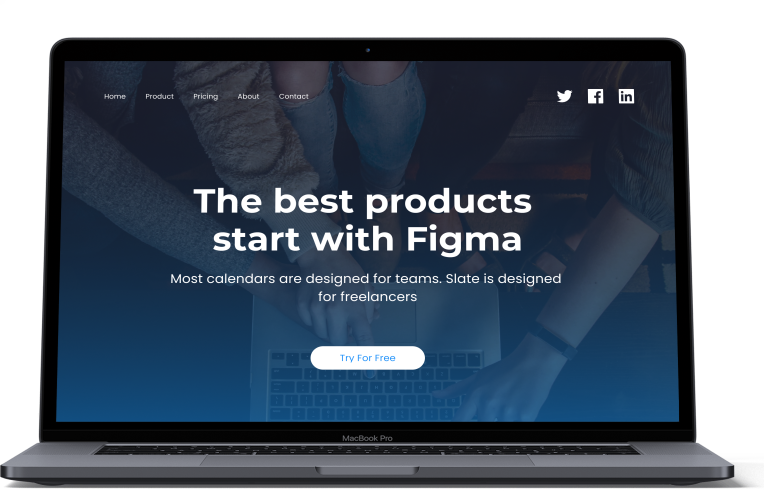 Home Product Pricing About Contact
The best products
start with Figma
Most calendars are designed for teams. Slate is designed
for freelancers
Try For Free
MacBook Pro